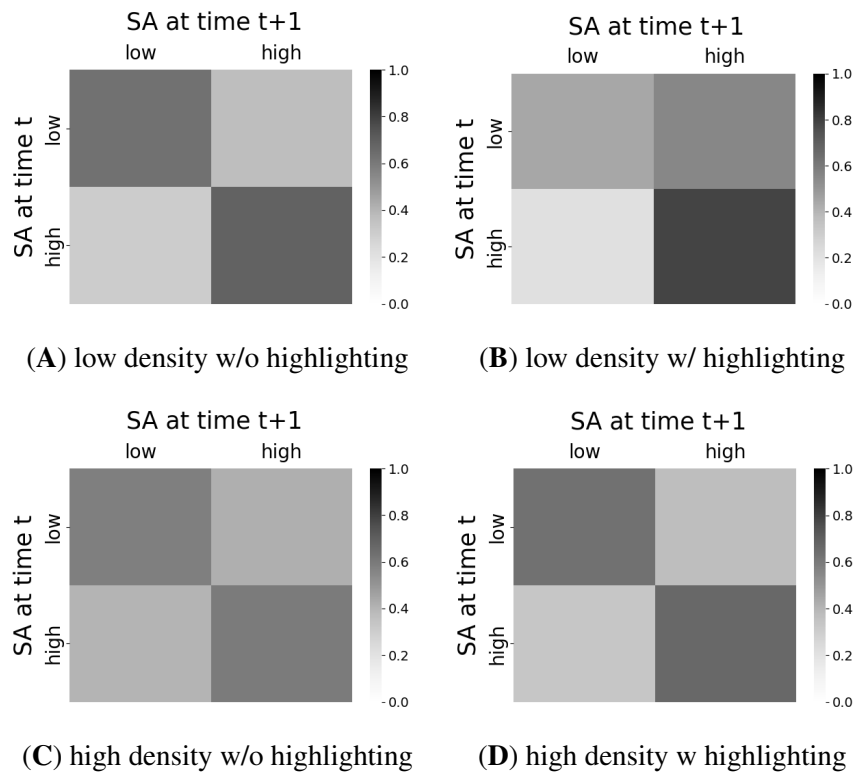 SA at time t+1
low high
SA at time t
low
high
1.0
0.8
0.6
0.4
0.2
0.0
(A) low density w/o highlighting
SA at time t+1
low high
SA at time t
low
high
1.0
0.8
0.6
0.4
0.2
0.0
(B) low density w/ highlighting
SA at time t+1
low high
SA at time t
low
high
1.0
0.8
0.6
0.4
0.2
0.0
(C) high density w/o highlighting
SA at time t+1
low high
SA at time t
low
high
1.0
0.8
0.6
0.4
0.2
0.0
(D) high density w highlighting